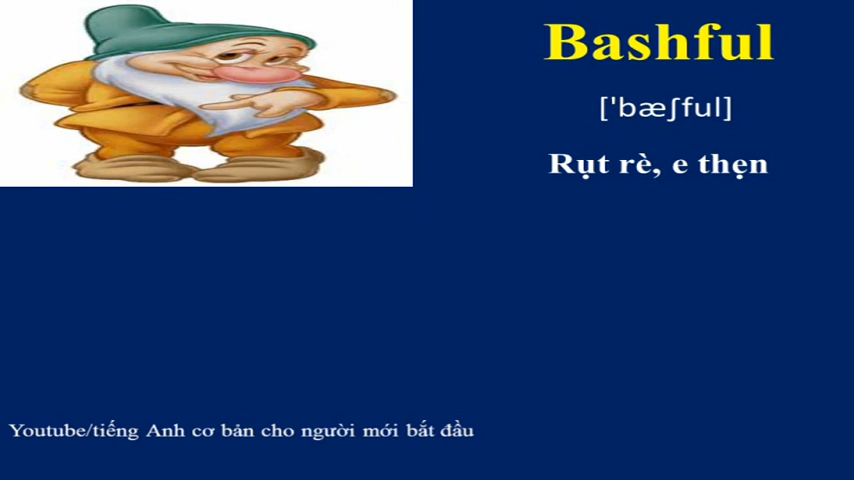 Bashful
['bæʃful]
Rụt rè, e thẹn
Youtube/tiếng Anh cơ bản cho người mới bắt đầu